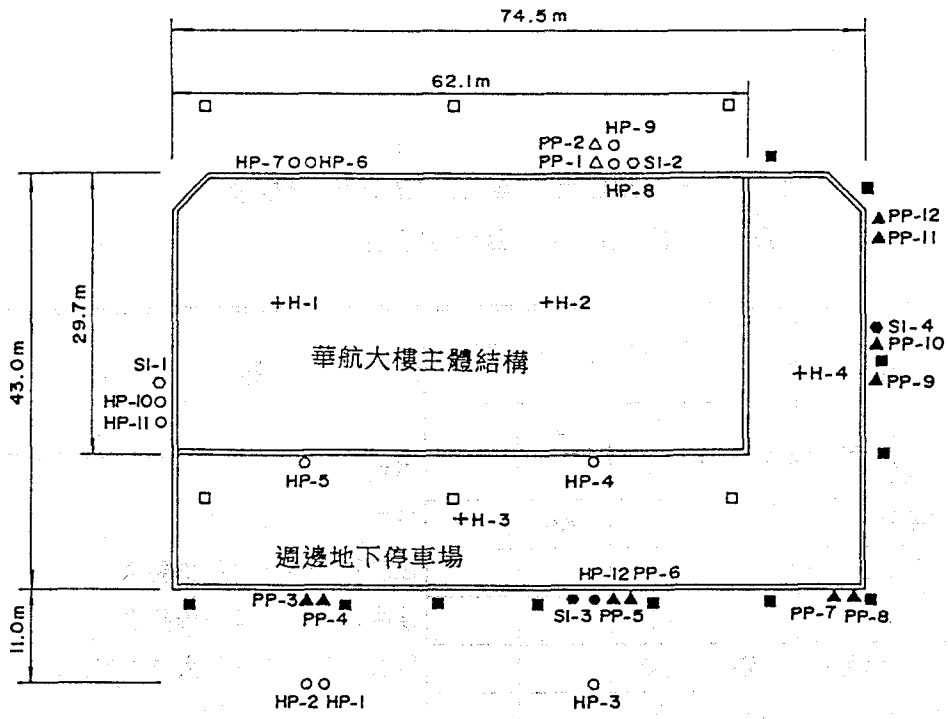 74.5 m
62.1m
HP-9
PP-2
HP-7 HP-6
PP-1 SI-2
HP-8
PP-12
PP-11
29.7m
43.0m
H-1
H-2
SI-4
PP-10
華航大樓主體結構
SI-1
H-4
PP-9
HP-10
HP-11
HP-5
HP-4
H-3
週邊地下停車場
HP-12 PP-6
PP-3
PP-4
SI-3 PP-5
PP-7 PP-8
11.0m
HP-2 HP-1
HP-3